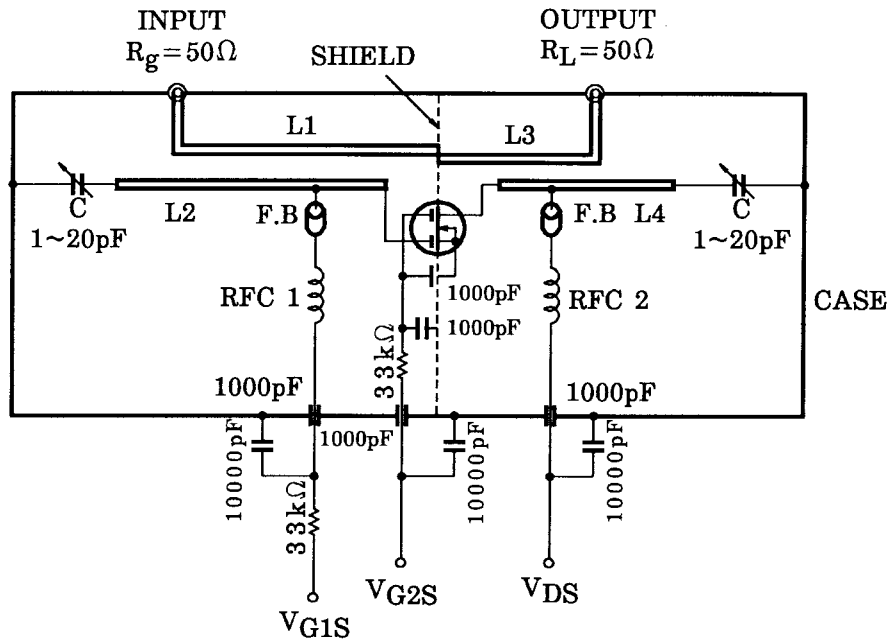 INPUT
Rg=50Ω
OUTPUT
RL=50Ω
SHIELD
L1
L3
C
1~20pF
L2
F.B
F.B
L4
C
1~20pF
RFC 1
1000pF
RFC 2
CASE
1000pF
33kΩ
1000pF
1000pF
1000pF
10000pF
10000pF
10000pF
33kΩ
VG1S
VG2S
VDS